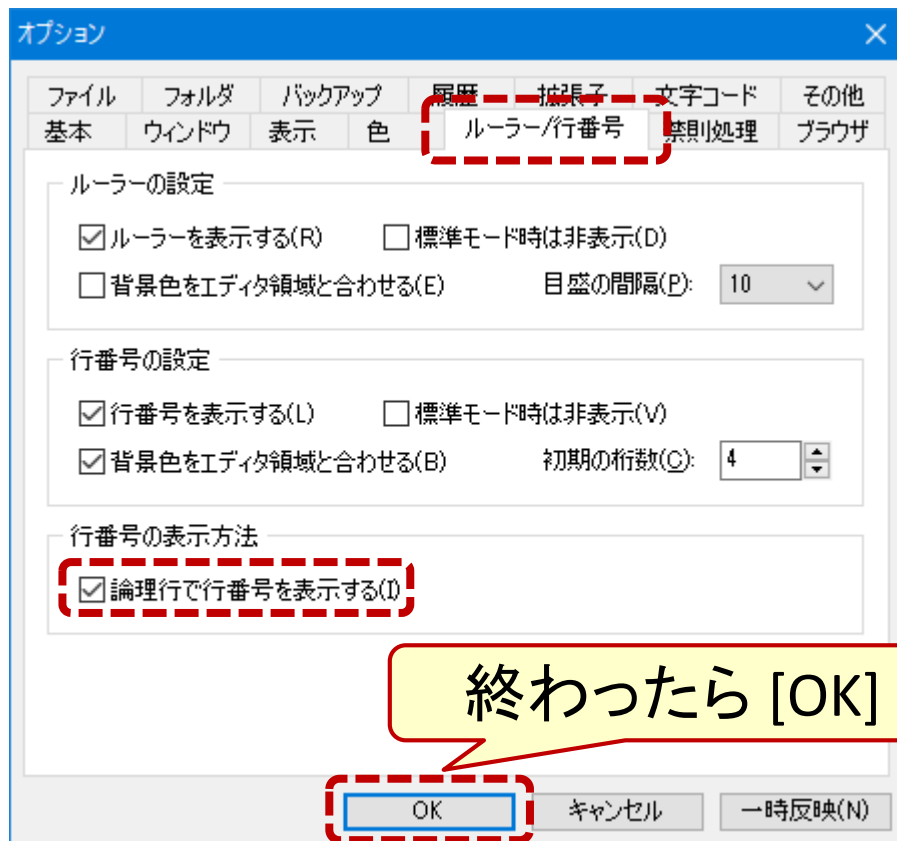 オプション
ファイル フォルダ バックアップ 履歴 拡張子 文字コード その他
基本 ウィンドウ 表示 色 ルーラー/行番号 禁則処理 ブラウザ
ルーラーの設定
ルーラーを表示する(R) 標準モード時は非表示(D)
背景色をエディタ領域と合わせる(E) 目盛の間隔(P): 10
行番号の設定
行番号を表示する(L) 標準モード時は非表示(V)
背景色をエディタ領域と合わせる(B) 初期の桁数(C): 4
行番号の表示方法
論理行で行番号を表示する(I)
終わったら [OK]
OK キャンセル 一時反映(N)